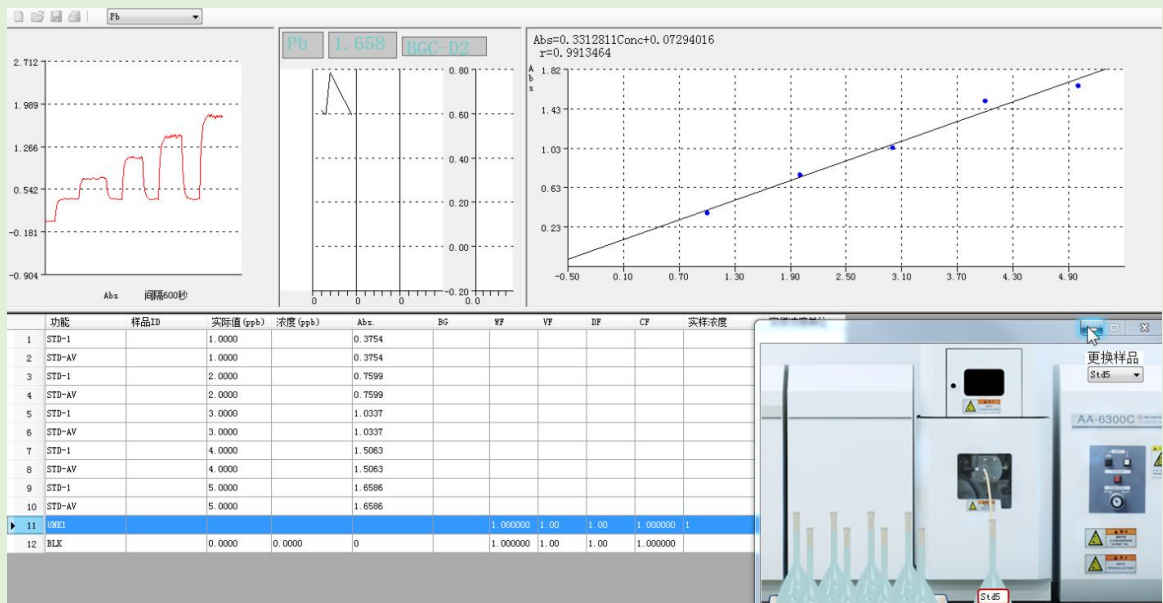 Pb
2.712
1.989
1.266
0.542
-0.181
-0.904
Abs 间隔600秒
Pb 1.658 BGC-D2
0.80
0.60
0.40
0.20
0.00
-0.20
0 0 0 0.0
Abs=0.3312811Conc+0.07294016
r=0.9913464
Abs
1.82
1.43
1.03
0.63
0.23
-0.50 0.10 0.70 1.30 1.90 2.50 3.10 3.70 4.30 4.90
功能 样品ID 实际值(ppb) 浓度(ppb) Abs. BG WF VF DF CF 实样浓度
1 STD-1 1.0000 0.3754
2 STD-AV 1.0000 0.3754
3 STD-1 2.0000 0.7599
4 STD-AV 2.0000 0.7599
5 STD-1 3.0000 1.0337
6 STD-AV 3.0000 1.0337
7 STD-1 4.0000 1.5063
8 STD-AV 4.0000 1.5063
9 STD-1 5.0000 1.6586
10 STD-AV 5.0000 1.6586
11 UNK1 1.000000 1.00 1.00 1.000000 1
12 BLK 0.0000 0.0000 0 1.000000 1.00 1.00 1.000000
更换样品
Std5
AA-6300C
Std5